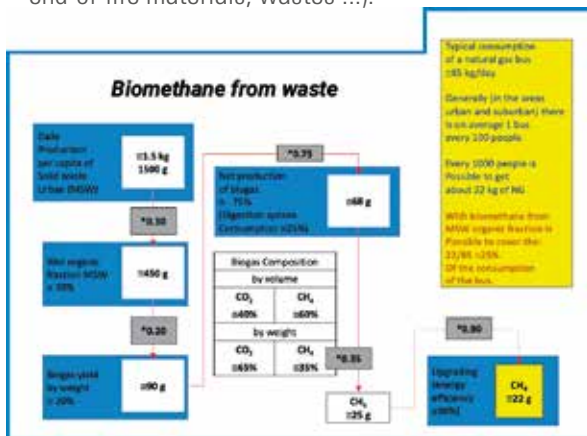 end-of-life materials, wastes ...).
Biomethane from waste
Typical consumption
of a natural gas bus
≅85 kg/day
Generally (in the areas
urban and suburban) there
is on average 1 bus
every 100 people
Every 1000 people is
Possible to get
about 22 kg of NG
With biomethane from
MSW organic fraction is
Possible to cover the:
22/85 ≅25%
Of the consumption
of the bus.
Daily
Production
per capita of
Solid waste
Urban (MSW)
≅1.5 kg
1500 g
*0.30
Wet organic
fraction MSW
≅ 30%
≅450 g
*0.20
Biogas yield
by weight
≅ 20%
≅90 g
*0.75
Net production
of biogas
≅ 75%
(Digestion system
Consumption ≅25%)
≅68 g
Biogas Composition
by volume
CO₂
≅40%
CH₄
≅60%
by weight
CO₂
≅65%
CH₄
≅35%
*0.35
CH₄
≅25 g
*0.90
Upgrading
(energy
efficiency
≅90%)
CH₄
≅22 g